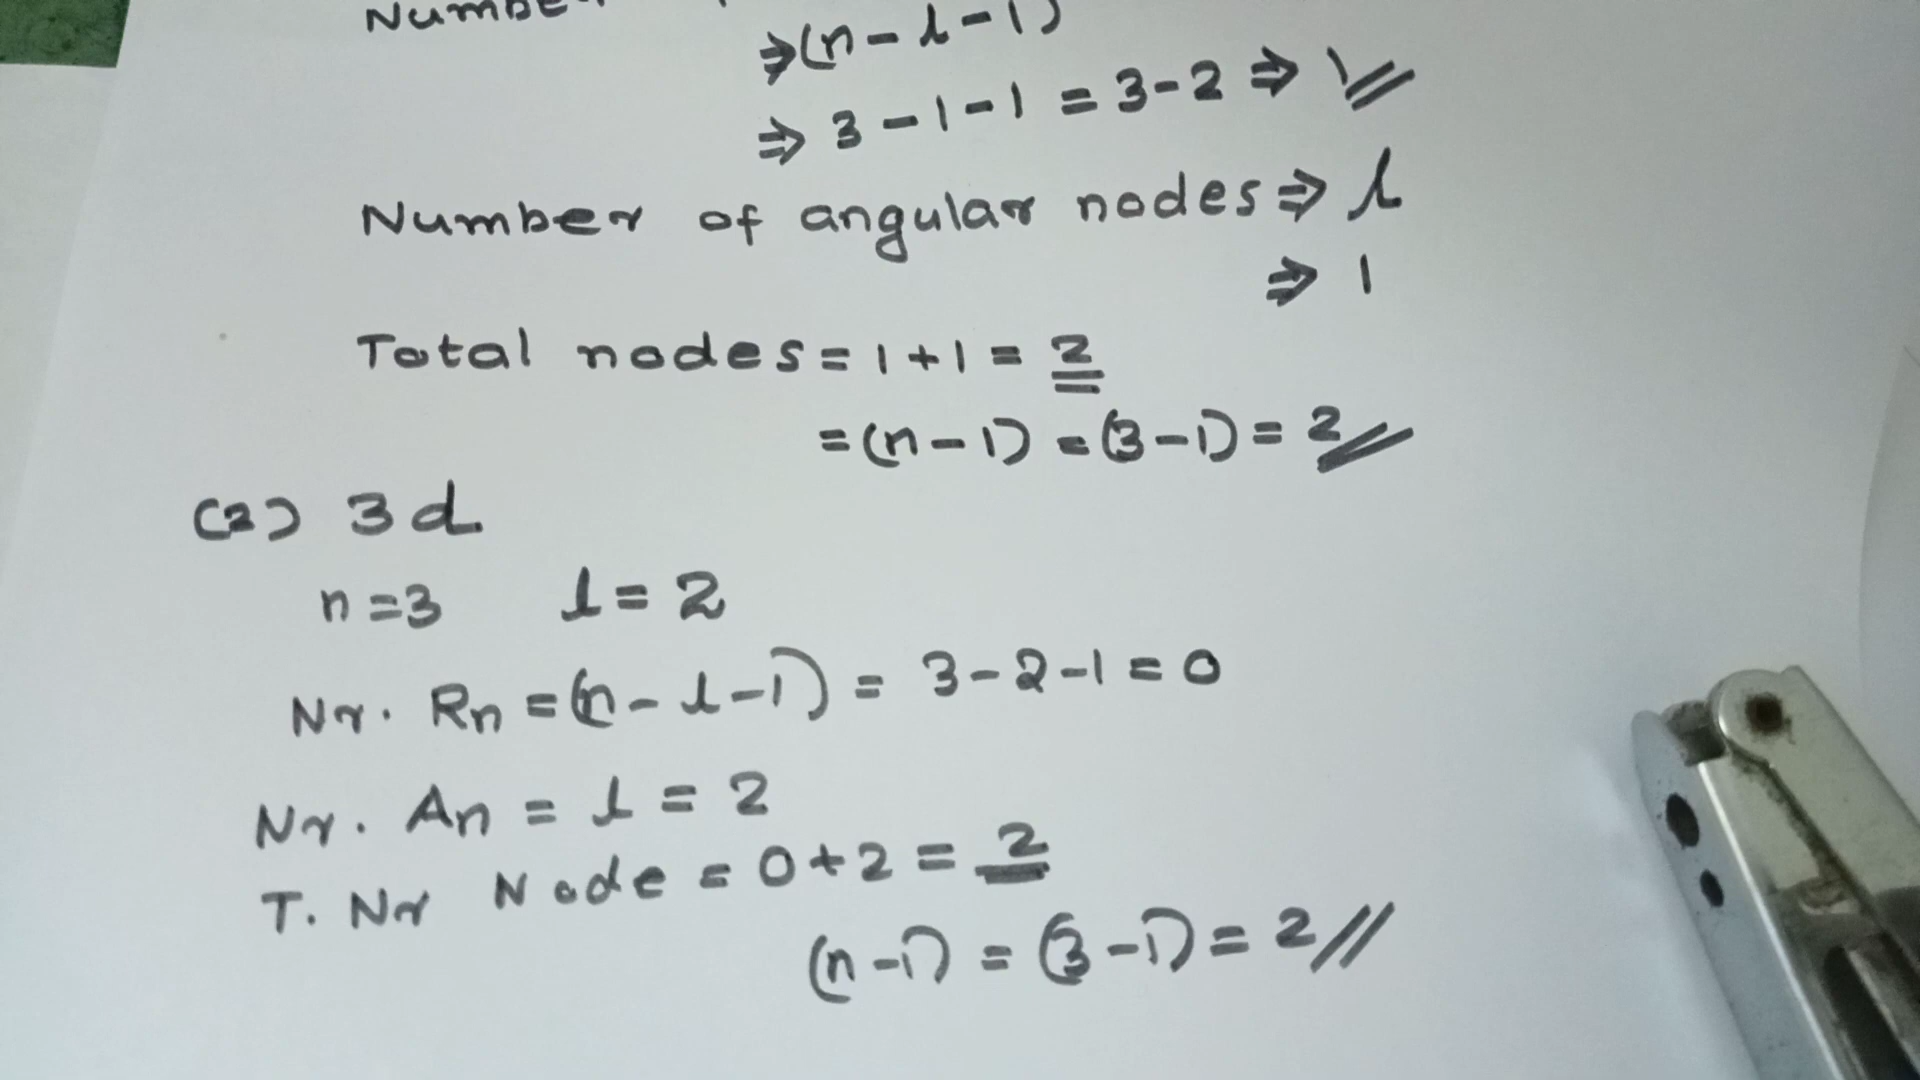 ⇒(n-l-1)
⇒ 3-1-1 = 3-2 ⇒ 1
Number of angular nodes ⇒ l
⇒ 1
Total nodes = 1+1 = 2
= (n-1) = (3-1) = 2
(2) 3d
n=3 l=2
Nr. Rn = (n-l-1) = 3-2-1 = 0
Nr. An = l = 2
T. Nr Node = 0+2 = 2
(n-1) = (3-1) = 2